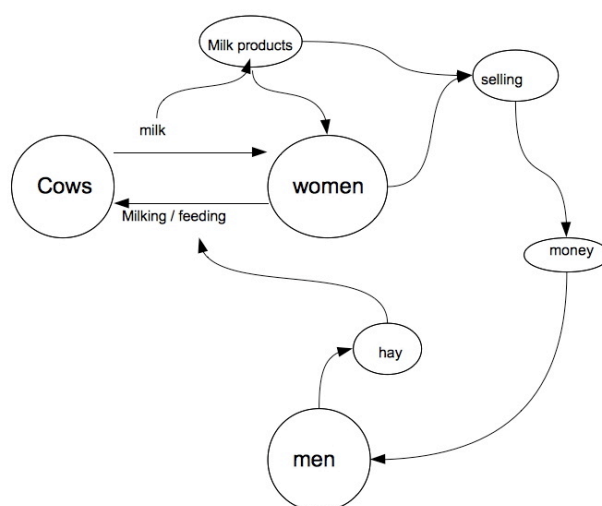 Milk products
selling
milk
Cows
women
Milking / feeding
money
hay
men